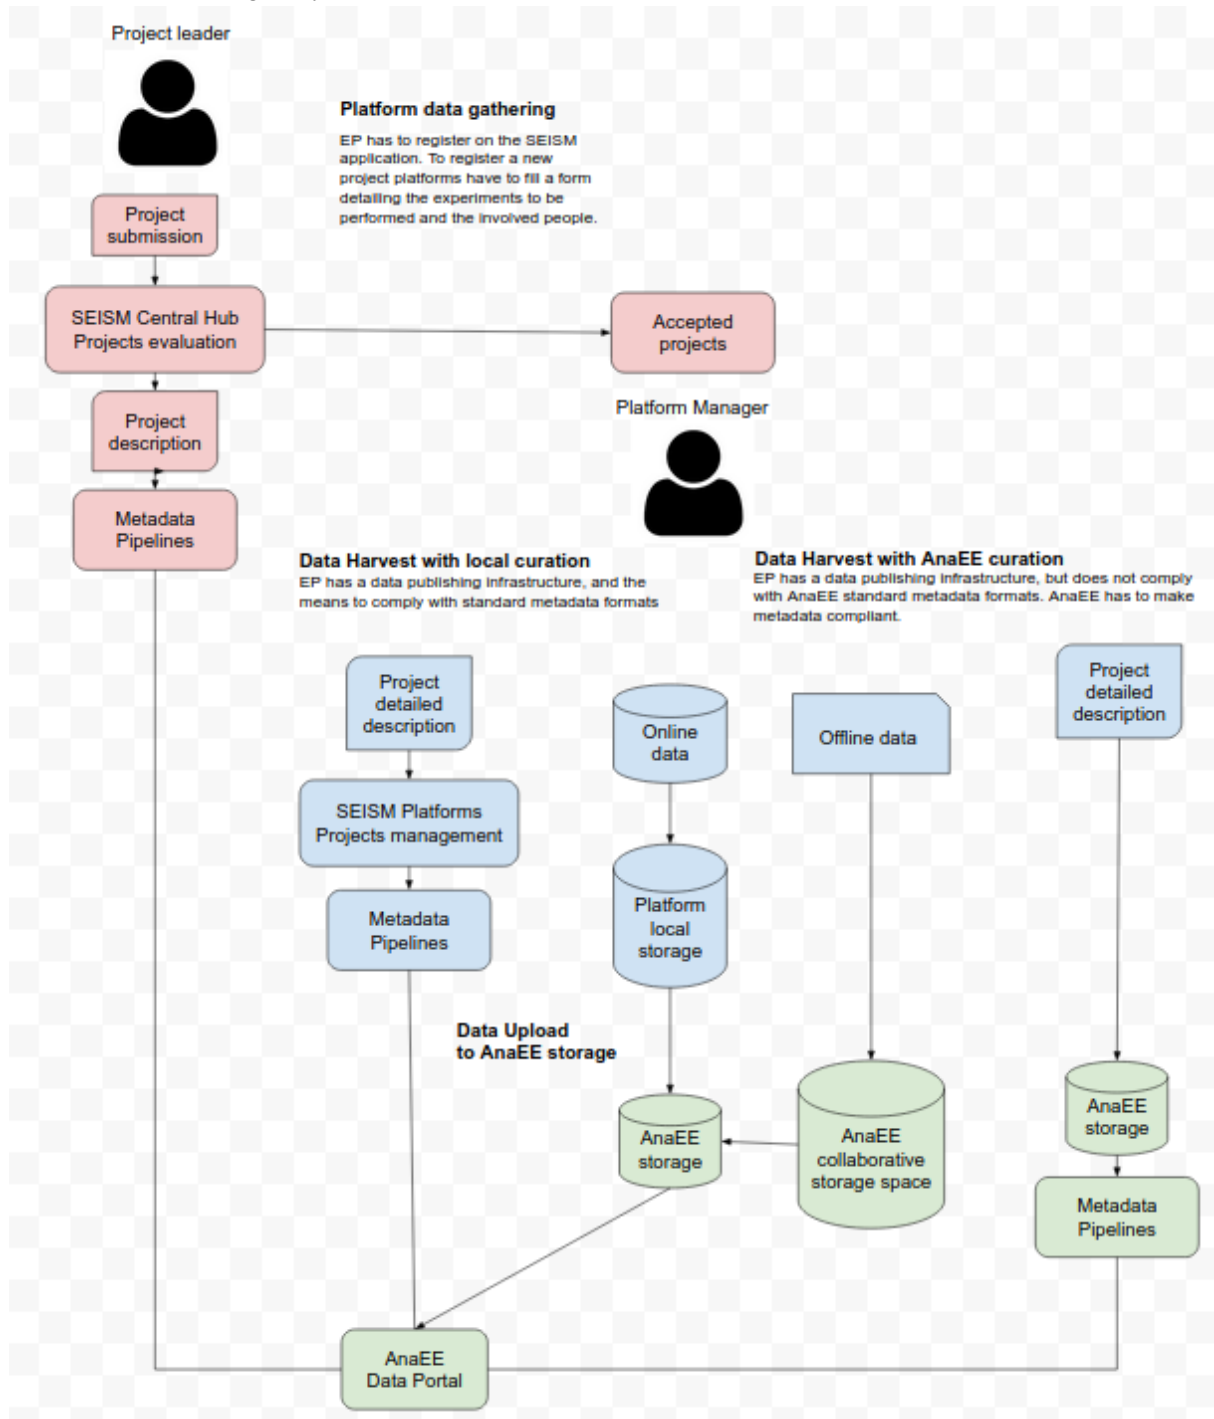 Project leader
Platform data gathering
EP has to register on the SEISM
application. To register a new
project platforms have to fill a form
detailing the experiments to be
performed and the involved people.
Project
submission
SEISM Central Hub
Projects evaluation
Accepted
projects
Project
description
Platform Manager
Metadata
Pipelines
Data Harvest with local curation
EP has a data publishing infrastructure, and the
means to comply with standard metadata formats
Data Harvest with AnaEE curation
EP has a data publishing infrastructure, but does not comply
with AnaEE standard metadata formats. AnaEE has to make
metadata compliant.
Project
detailed
description
Online
data
Offline data
Project
detailed
description
SEISM Platforms
Projects management
Metadata
Pipelines
Platform
local
storage
Data Upload
to AnaEE storage
AnaEE
storage
AnaEE
collaborative
storage space
AnaEE
storage
Metadata
Pipelines
AnaEE
Data Portal